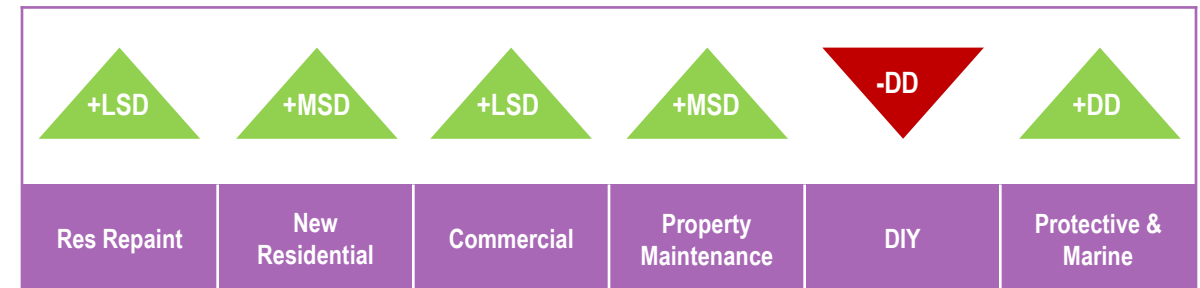 +LSD
+MSD
+LSD
+MSD
-DD
+DD
Res Repaint
New
Residential
Commercial
Property
Maintenance
DIY
Protective &
Marine